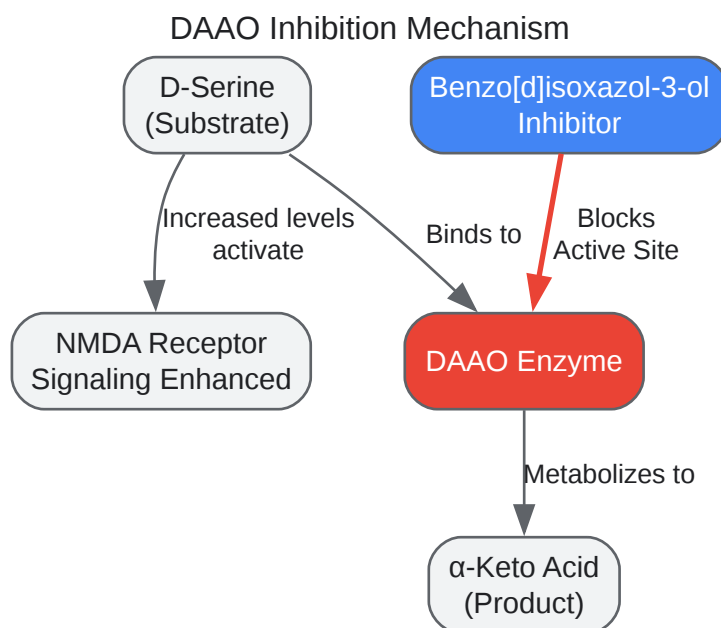 DAAO Inhibition Mechanism
D-Serine
(Substrate)
Benzo[d]isoxazol-3-ol
Inhibitor
Increased levels
activate
Binds to
Blocks
Active Site
NMDA Receptor
Signaling Enhanced
DAAO Enzyme
Metabolizes to
α-Keto Acid
(Product)